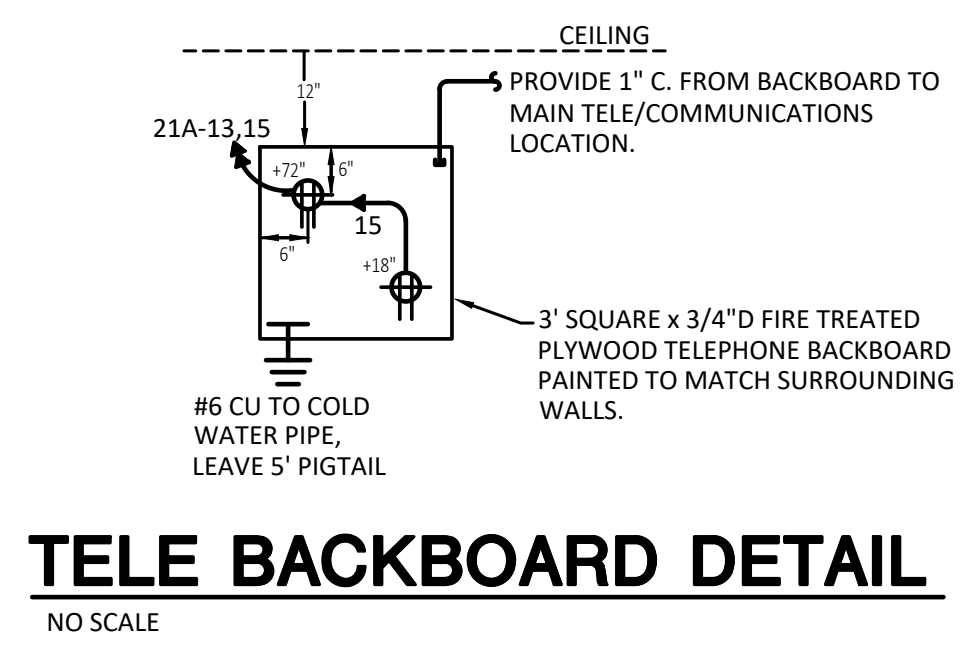 CEILING
12"
PROVIDE 1" C. FROM BACKBOARD TO
MAIN TELE/COMMUNICATIONS
LOCATION.
21A-13,15
+72"
6"
15
6"
+18"
3' SQUARE x 3/4"D FIRE TREATED
PLYWOOD TELEPHONE BACKBOARD
PAINTED TO MATCH SURROUNDING
WALLS.
#6 CU TO COLD
WATER PIPE,
LEAVE 5' PIGTAIL
TELE BACKBOARD DETAIL
NO SCALE